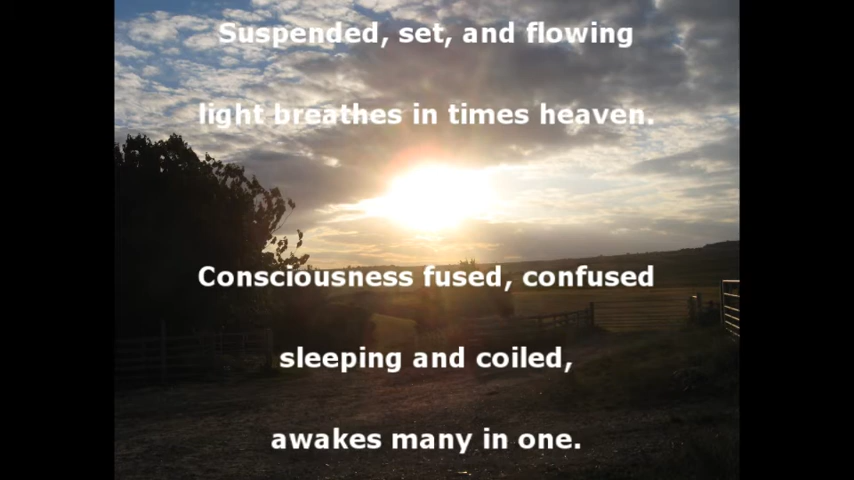 Suspended, set, and flowing
light breathes in times heaven.
Consciousness fused, confused
sleeping and coiled,
awakes many in one.